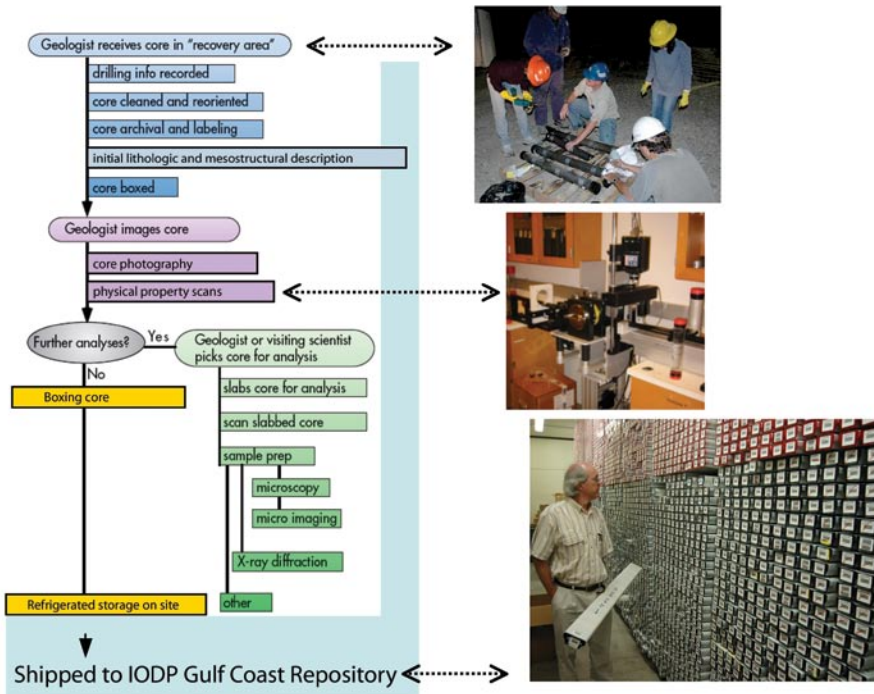 Geologist receives core in “recovery area”
drilling info recorded
core cleaned and reoriented
core archival and labeling
initial lithologic and mesostructural description
core boxed
Geologist images core
core photography
physical property scans
Further analyses?
Yes
Geologist or visiting scientist
picks core for analysis
No
Boxing core
slabs core for analysis
scan slabbed core
sample prep
microscopy
micro imaging
X-ray diffraction
Refrigerated storage on site
other
Shipped to IODP Gulf Coast Repository